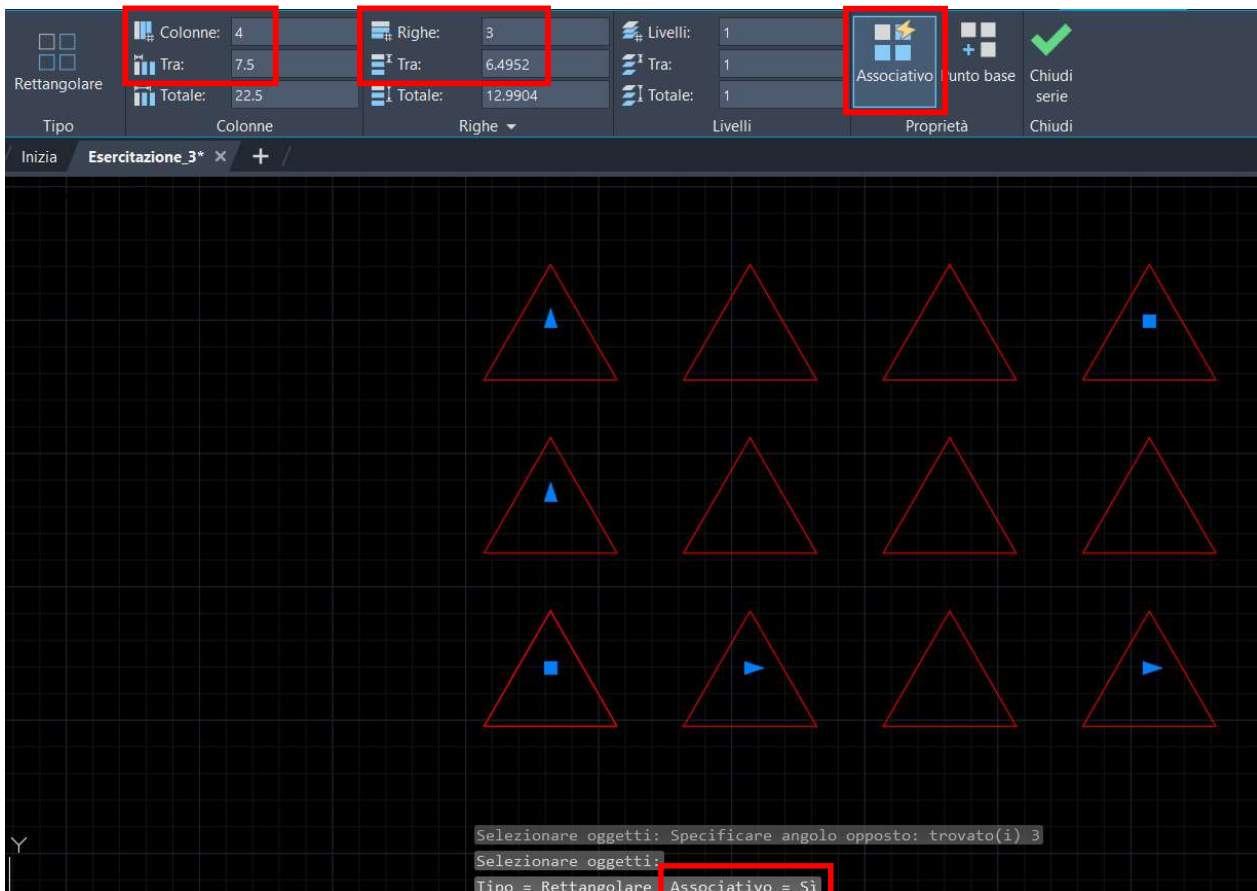 Colonne: 4 Righe: 3 Livelli: 1
Tra: 7.5 Tra: 6.4952 Tra: 1
Rettangolare Associativo Punto base Chiudi serie
Totale: 22.5 Totale: 12.9904 Totale: 1
Tipo Colonne Righe Livelli Proprietà Chiudi
Inizia Esercitazione_3*
Y
Selezionare oggetti: Specificare angolo opposto: trovato(i) 3
Selezionare oggetti:
Tipo = Rettangolare Associativo = Sì